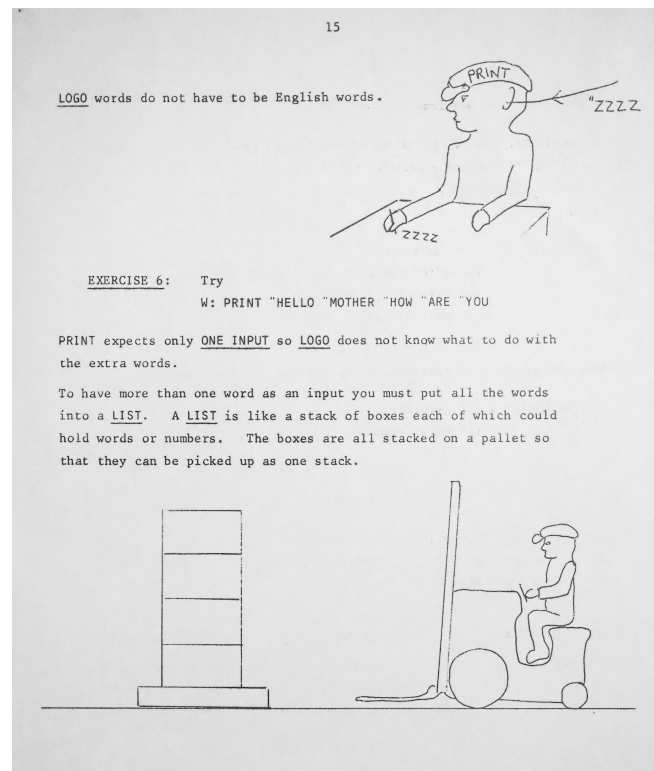 15
LOGO words do not have to be English words.
PRINT
"ZZZZ
ZZZZ
EXERCISE 6: Try
W: PRINT "HELLO "MOTHER "HOW "ARE "YOU
PRINT expects only ONE INPUT so LOGO does not know what to do with
the extra words.
To have more than one word as an input you must put all the words
into a LIST. A LIST is like a stack of boxes each of which could
hold words or numbers. The boxes are all stacked on a pallet so
that they can be picked up as one stack.